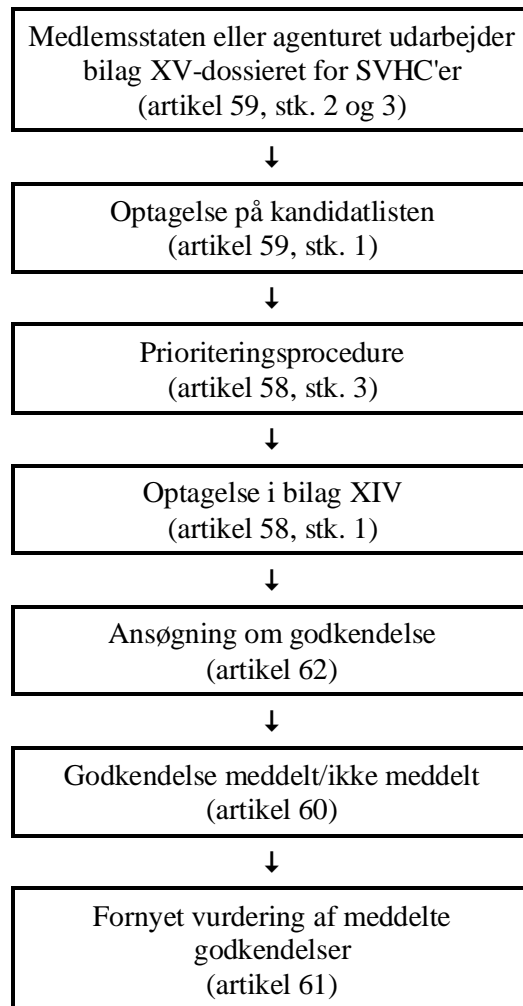 Medlemsstaten eller agenturet udarbejder
bilag XV-dossieret for SVHC'er
(artikel 59, stk. 2 og 3)
↓
Optagelse på kandidatlisten
(artikel 59, stk. 1)
↓
Prioriteringsprocedure
(artikel 58, stk. 3)
↓
Optagelse i bilag XIV
(artikel 58, stk. 1)
↓
Ansøgning om godkendelse
(artikel 62)
↓
Godkendelse meddelt/ikke meddelt
(artikel 60)
↓
Fornyet vurdering af meddelte
godkendelser
(artikel 61)